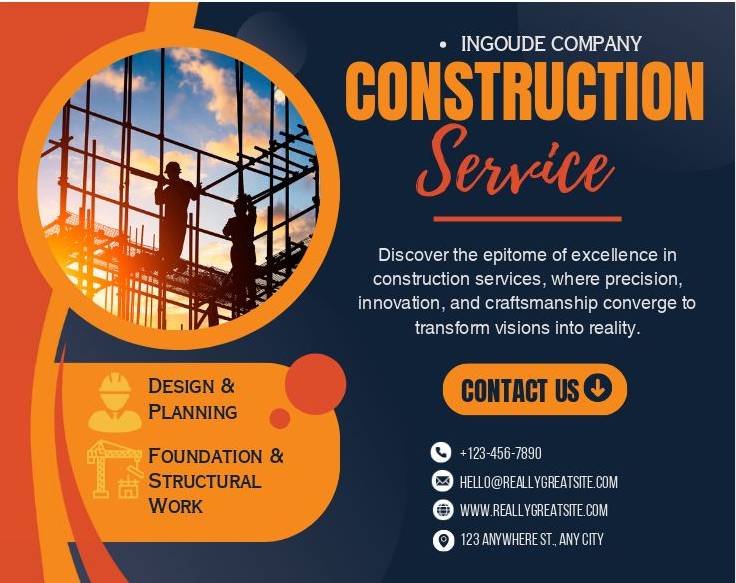 • INGOUDE COMPANY
CONSTRUCTION
Service
Discover the epitome of excellence in
construction services, where precision,
innovation, and craftsmanship converge to
transform visions into reality.
CONTACT US
+123-456-7890
HELLO@REALLYGREATSITE.COM
WWW.REALLYGREATSITE.COM
123 ANYWHERE ST., ANY CITY
DESIGN &
PLANNING
FOUNDATION &
STRUCTURAL
WORK